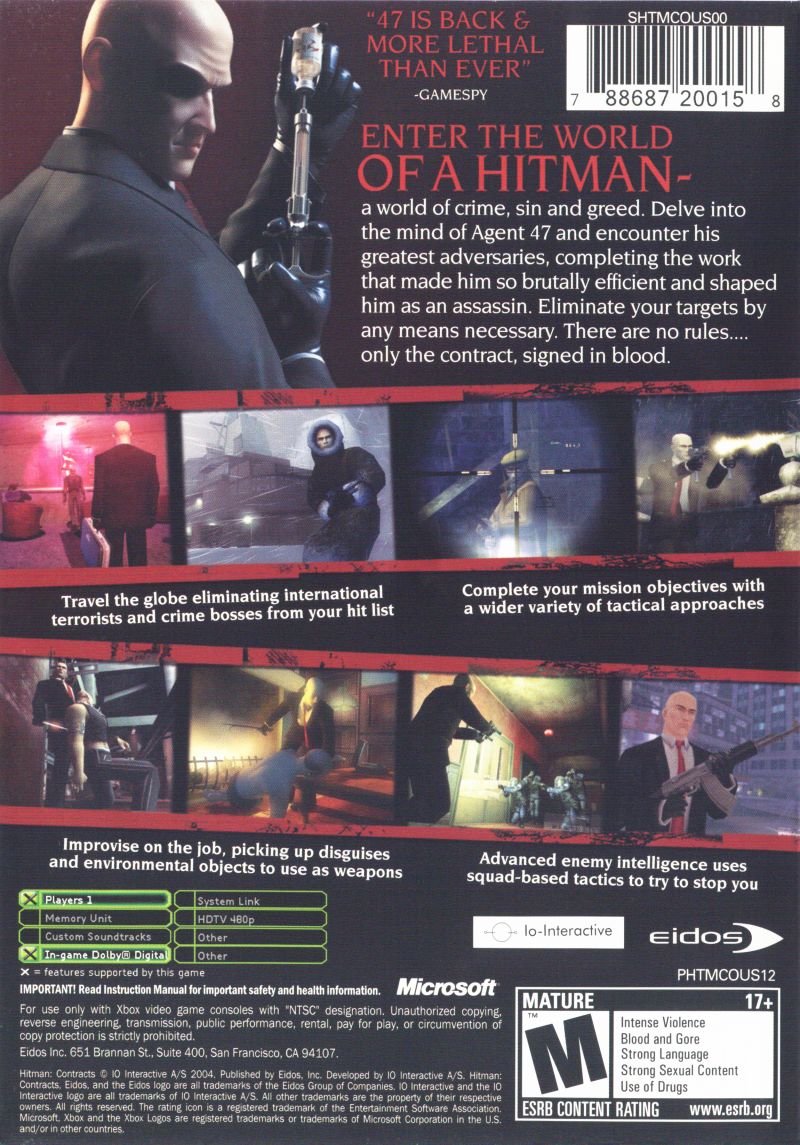 "47 IS BACK &
MORE LETHAL
THAN EVER"
-GAMESPY
SHTMCOUS00
7 88687 20015 8
ENTER THE WORLD
OF A HITMAN-
a world of crime, sin and greed. Delve into
the mind of Agent 47 and encounter his
greatest adversaries, completing the work
that made him so brutally efficient and shaped
him as an assassin. Eliminate your targets by
any means necessary. There are no rules....
only the contract, signed in blood.
Travel the globe eliminating international
terrorists and crime bosses from your hit list
Complete your mission objectives with
a wider variety of tactical approaches
Improvise on the job, picking up disguises
and environmental objects to use as weapons
Advanced enemy intelligence uses
squad-based tactics to try to stop you
X Players 1
System Link
Memory Unit
HDTV 480p
Custom Soundtracks
Other
X In-game Dolby® Digital
Other
X = features supported by this game
Io-Interactive
eidos
PHTMCOUS12
IMPORTANT! Read Instruction Manual for important safety and health information.
Microsoft®
For use only with Xbox video game consoles with "NTSC" designation. Unauthorized copying,
reverse engineering, transmission, public performance, rental, pay for play, or circumvention of
copy protection is strictly prohibited.
Eidos Inc. 651 Brannan St., Suite 400, San Francisco, CA 94107.
Hitman: Contracts © IO Interactive A/S 2004. Published by Eidos, Inc. Developed by IO Interactive A/S. Hitman:
Contracts, Eidos, and the Eidos logo are all trademarks of the Eidos Group of Companies. IO Interactive and the IO
Interactive logo are all trademarks of IO Interactive A/S. All other trademarks are the property of their respective
owners. All rights reserved. The rating icon is a registered trademark of the Entertainment Software Association.
Microsoft, Xbox and the Xbox Logos are registered trademarks or trademarks of Microsoft Corporation in the U.S.
and/or in other countries.
MATURE 17+
M
™
Intense Violence
Blood and Gore
Strong Language
Strong Sexual Content
Use of Drugs
ESRB CONTENT RATING www.esrb.org